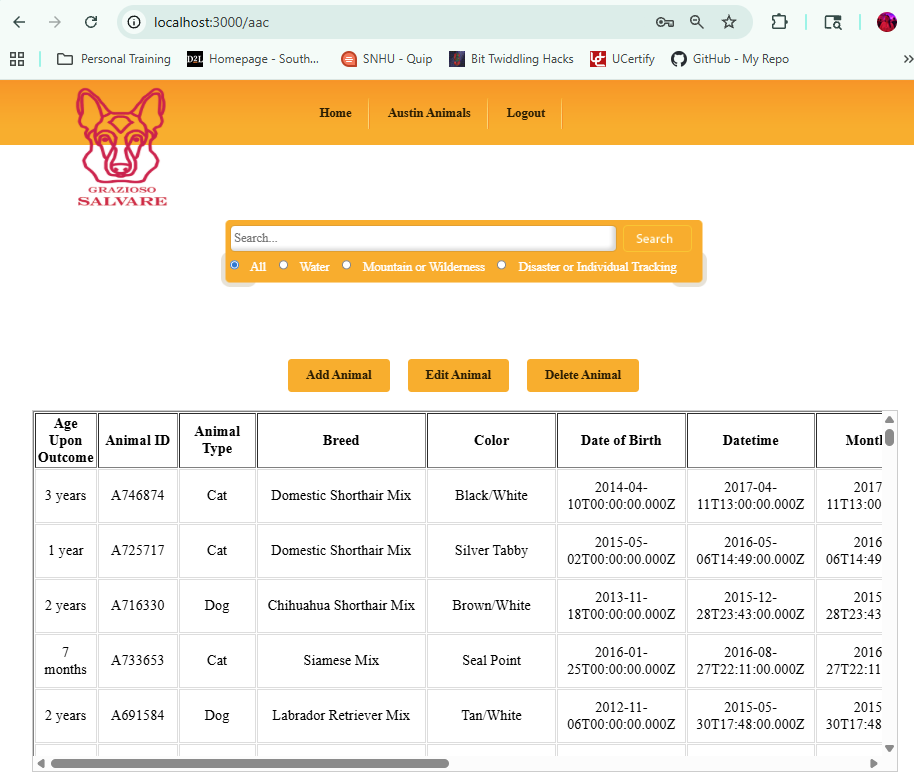 localhost:3000/aac
Personal Training D2L Homepage - South... SNHU - Quip Bit Twiddling Hacks UCertify GitHub - My Repo
Home Austin Animals Logout
GRAZIOSO
SALVARE
Search... Search
All Water Mountain or Wilderness Disaster or Individual Tracking
Add Animal Edit Animal Delete Animal
Age
Upon
Outcome
Animal ID
Animal
Type
Breed
Color
Date of Birth
Datetime
Month
3 years
A746874
Cat
Domestic Shorthair Mix
Black/White
2014-04-
10T00:00:00.000Z
2017-04-
11T13:00:00.000Z
2017
11T13:00
1 year
A725717
Cat
Domestic Shorthair Mix
Silver Tabby
2015-05-
02T00:00:00.000Z
2016-05-
06T14:49:00.000Z
2016
06T14:49
2 years
A716330
Dog
Chihuahua Shorthair Mix
Brown/White
2013-11-
18T00:00:00.000Z
2015-12-
28T23:43:00.000Z
2015
28T23:43
7
months
A733653
Cat
Siamese Mix
Seal Point
2016-01-
25T00:00:00.000Z
2016-08-
27T22:11:00.000Z
2016
27T22:11
2 years
A691584
Dog
Labrador Retriever Mix
Tan/White
2012-11-
06T00:00:00.000Z
2015-05-
30T17:48:00.000Z
2015
30T17:48